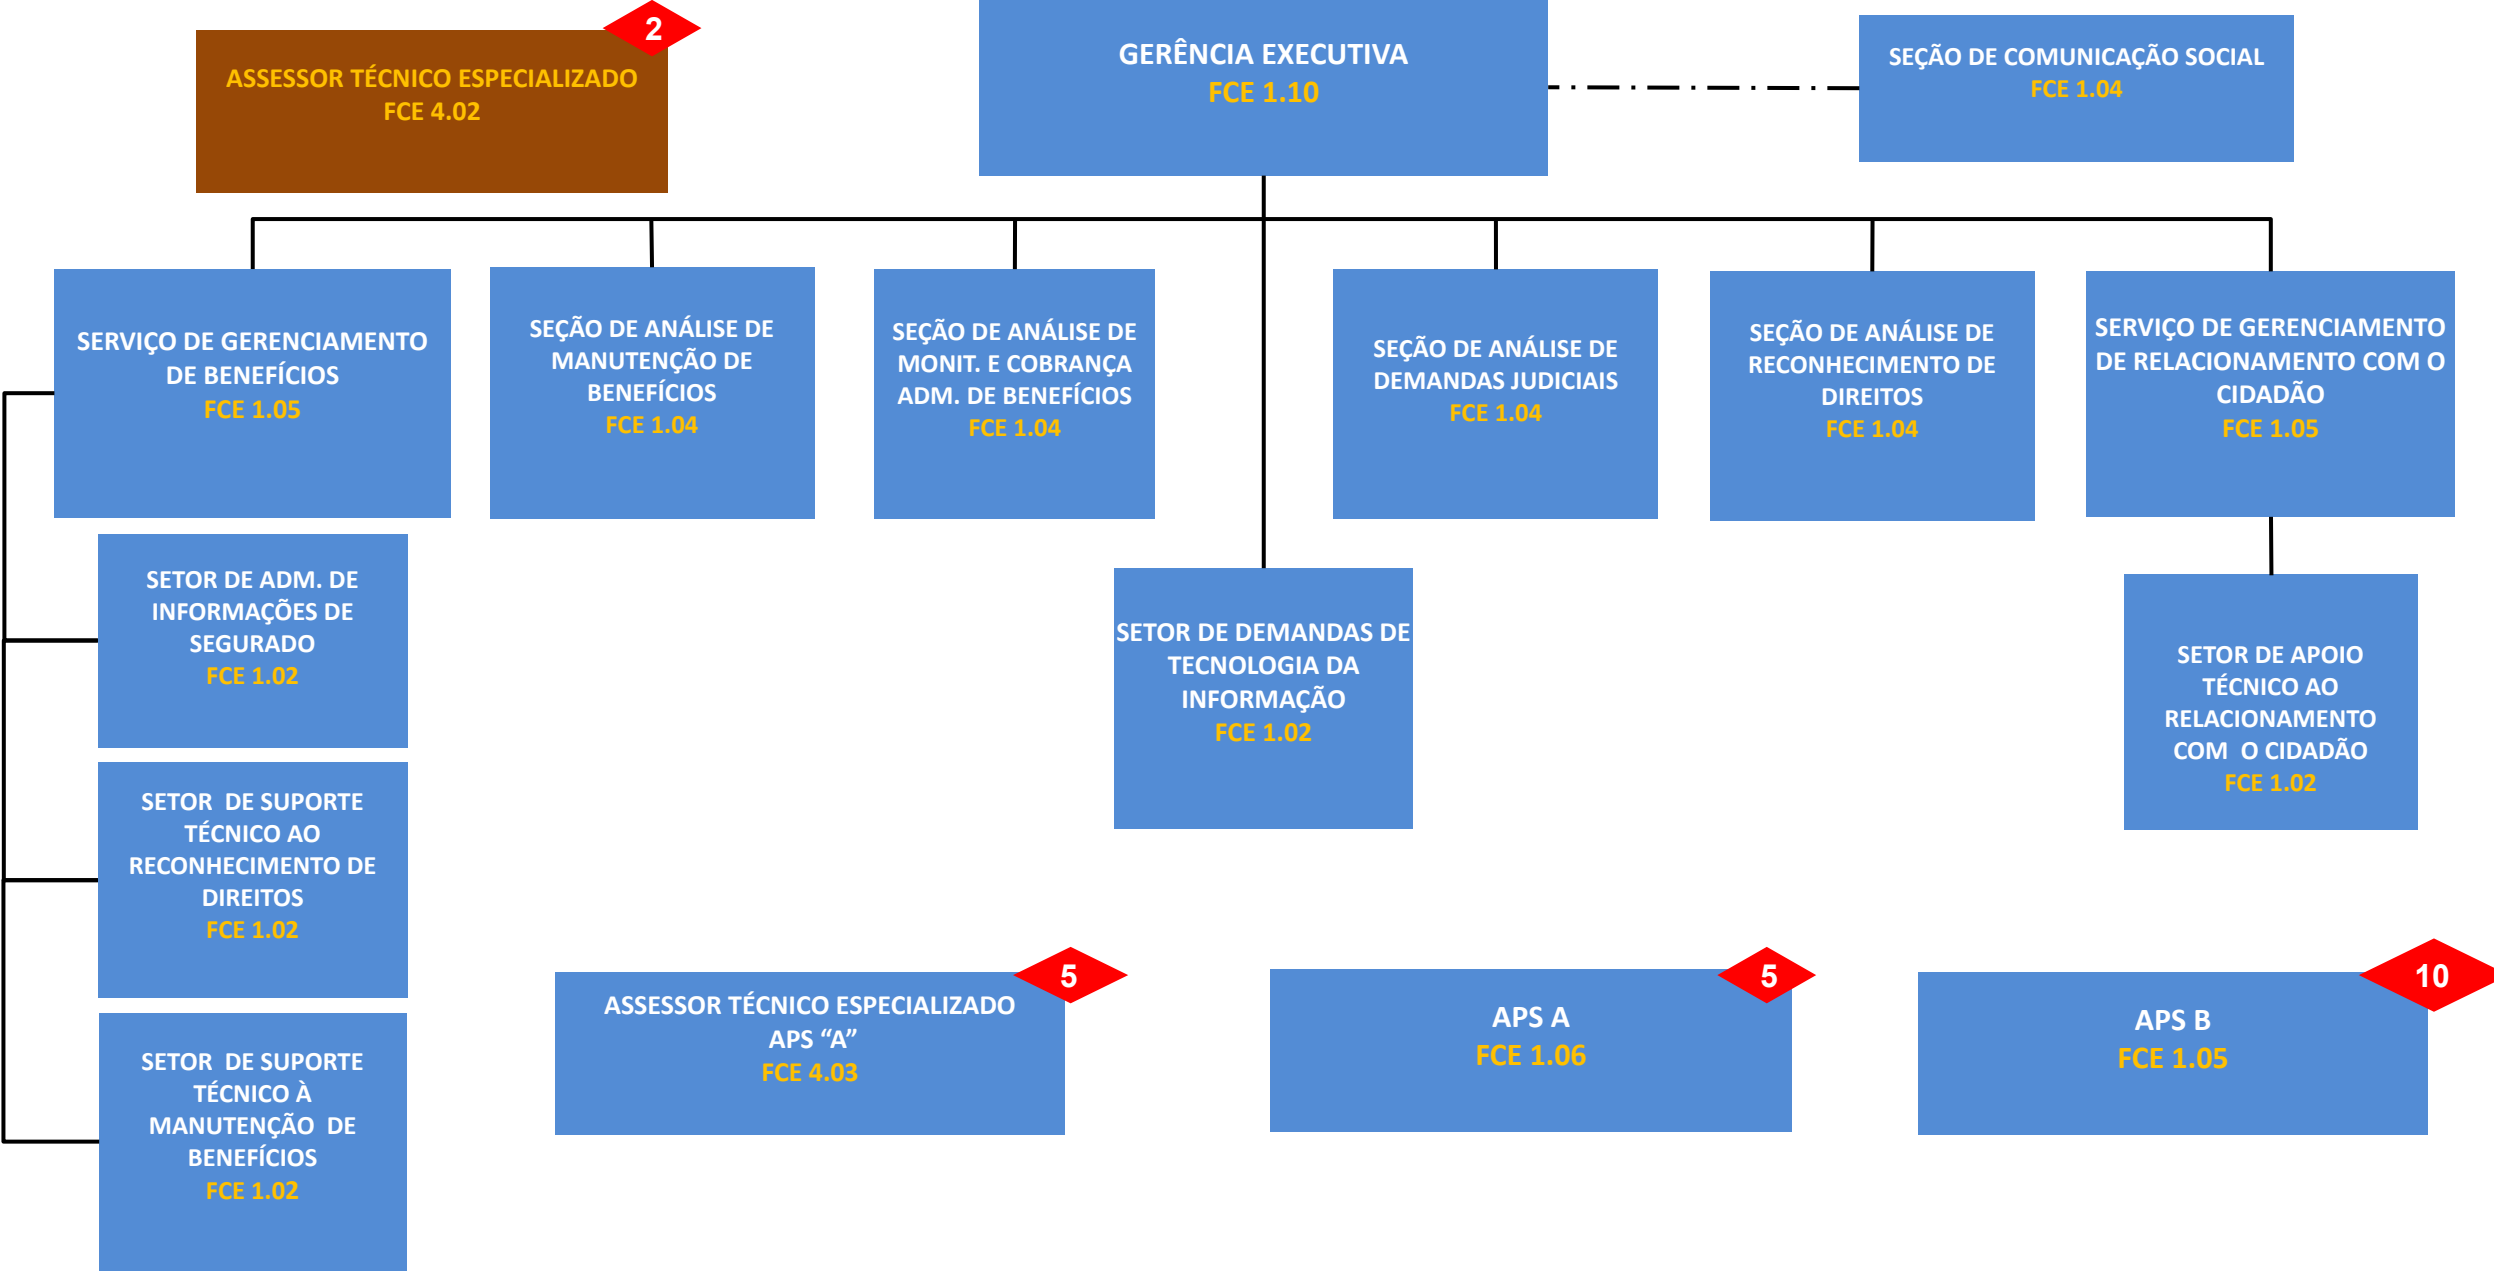 2
ASSESSOR TÉCNICO ESPECIALIZADO
FCE 4.02
GERÊNCIA EXECUTIVA
FCE 1.10
SEÇÃO DE COMUNICAÇÃO SOCIAL
FCE 1.04
SERVIÇO DE GERENCIAMENTO
DE BENEFÍCIOS
FCE 1.05
SEÇÃO DE ANÁLISE DE
MANUTENÇÃO DE
BENEFÍCIOS
FCE 1.04
SEÇÃO DE ANÁLISE DE
MONIT. E COBRANÇA
ADM. DE BENEFÍCIOS
FCE 1.04
SEÇÃO DE ANÁLISE DE
DEMANDAS JUDICIAIS
FCE 1.04
SEÇÃO DE ANÁLISE DE
RECONHECIMENTO DE
DIREITOS
FCE 1.04
SERVIÇO DE GERENCIAMENTO
DE RELACIONAMENTO COM O
CIDADÃO
FCE 1.05
SETOR DE ADM. DE
INFORMAÇÕES DE
SEGURADO
FCE 1.02
SETOR DE DEMANDAS DE
TECNOLOGIA DA
INFORMAÇÃO
FCE 1.02
SETOR DE APOIO
TÉCNICO AO
RELACIONAMENTO
COM  O CIDADÃO
FCE 1.02
SETOR  DE SUPORTE
TÉCNICO AO
RECONHECIMENTO DE
DIREITOS
FCE 1.02
SETOR  DE SUPORTE
TÉCNICO À
MANUTENÇÃO  DE
BENEFÍCIOS
FCE 1.02
5
ASSESSOR TÉCNICO ESPECIALIZADO
APS “A”
FCE 4.03
5
APS A
FCE 1.06
10
APS B
FCE 1.05